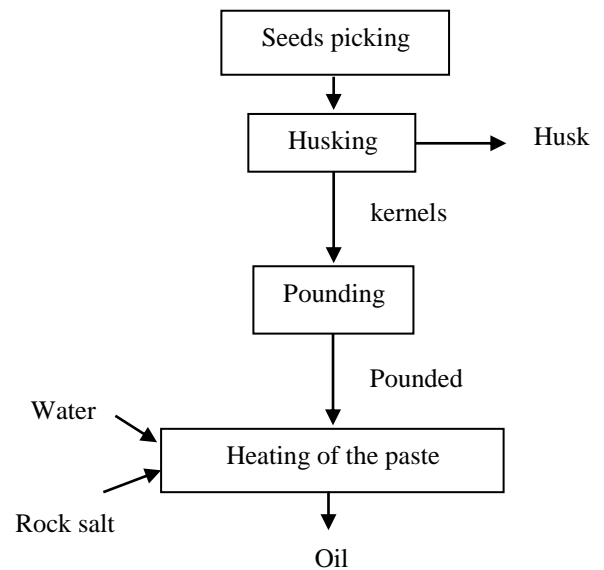 Seeds picking
Husking
Husk
kernels
Pounding
Pounded
Water
Heating of the paste
Rock salt
Oil